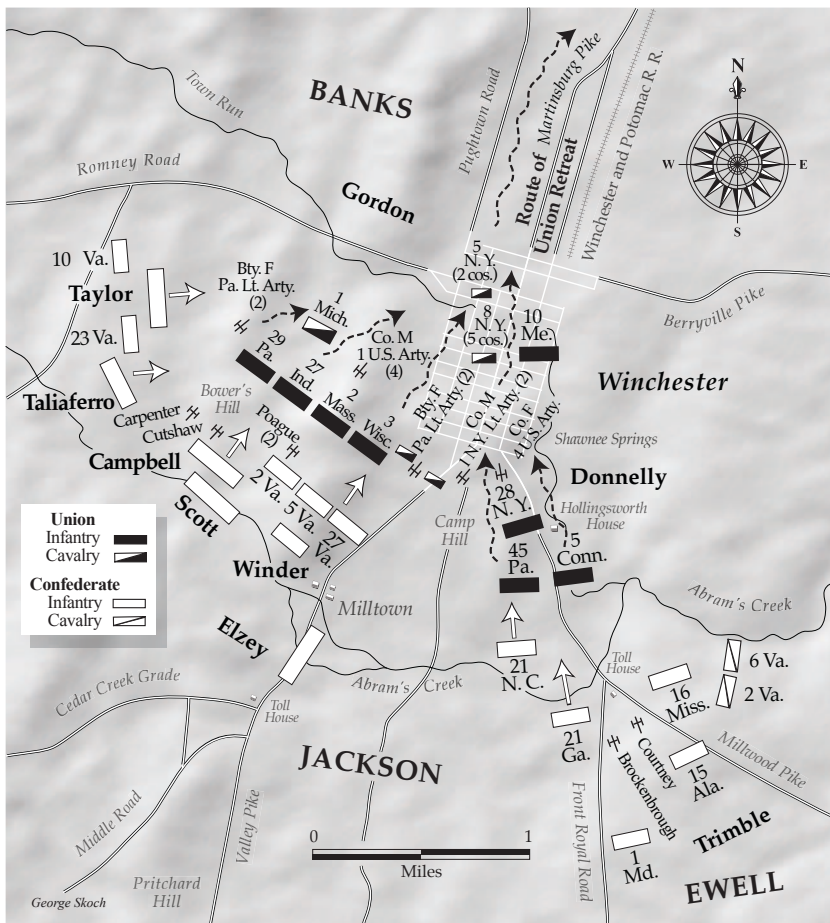 BANKS
Town Run
Romney Road
Gordon
Pughtown Road
Route of
Union Retreat
Martinsburg Pike
Winchester and Potomac R. R.
N
W
E
S
Berryville Pike
10 Va.
Taylor
23 Va.
Taliaferro
Bty. F
Pa. Lt. Arty.
(2)
1
Mich.
29
Pa.
27
Ind.
2
Mass.
3
Wisc.
Co. M
1 U.S. Arty.
(4)
5
N. Y.
(2 cos.)
8
N. Y.
(5 cos.)
10
Me.
Bty. F
Pa. Lt. Arty. (2)
Co. M
1 N.Y. Lt. Arty. (2)
Co. F
4 U.S. Arty.
Winchester
Shawnee Springs
Donnelly
Hollingsworth
House
Bower's
Hill
Carpenter
Cutshaw
Campbell
Scott
Poague
(2)
2 Va.
5 Va.
27
Va.
Winder
Camp
Hill
28
N. Y.
45
Pa.
5
Conn.
Union
Infantry
Cavalry
Confederate
Infantry
Cavalry
Milltown
Elzey
Abram's Creek
Abram's Creek
Cedar Creek Grade
Toll
House
21
N. C.
21
Ga.
Toll
House
16
Miss.
6 Va.
2 Va.
Millwood Pike
Courtney
Brockenbrough
15
Ala.
Trimble
1
Md.
EWELL
JACKSON
Front Royal Road
Middle Road
Valley Pike
Pritchard
Hill
0
1
Miles
George Skoch